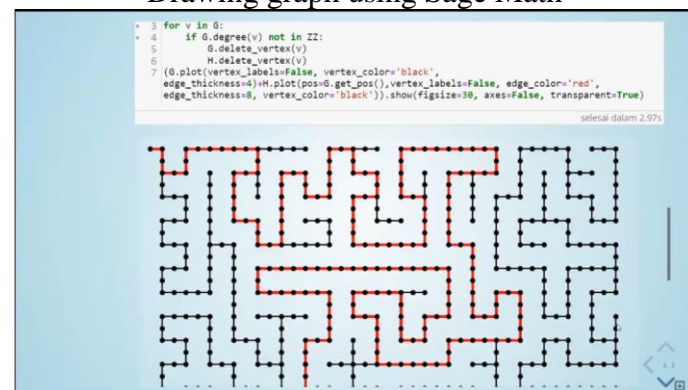 Drawing graph using Sage Math
3 for v in G:
4 if G.degree(v) not in ZZ:
5 G.delete_vertex(v)
6 H.delete_vertex(v)
7 (G.plot(vertex_labels=False, vertex_color='black',
edge_thickness=4)+H.plot(pos=G.get_pos(),vertex_labels=False, edge_color='red',
edge_thickness=8, vertex_color='black')).show(figsize=30, axes=False, transparent=True)
selesai dalam 2.97s